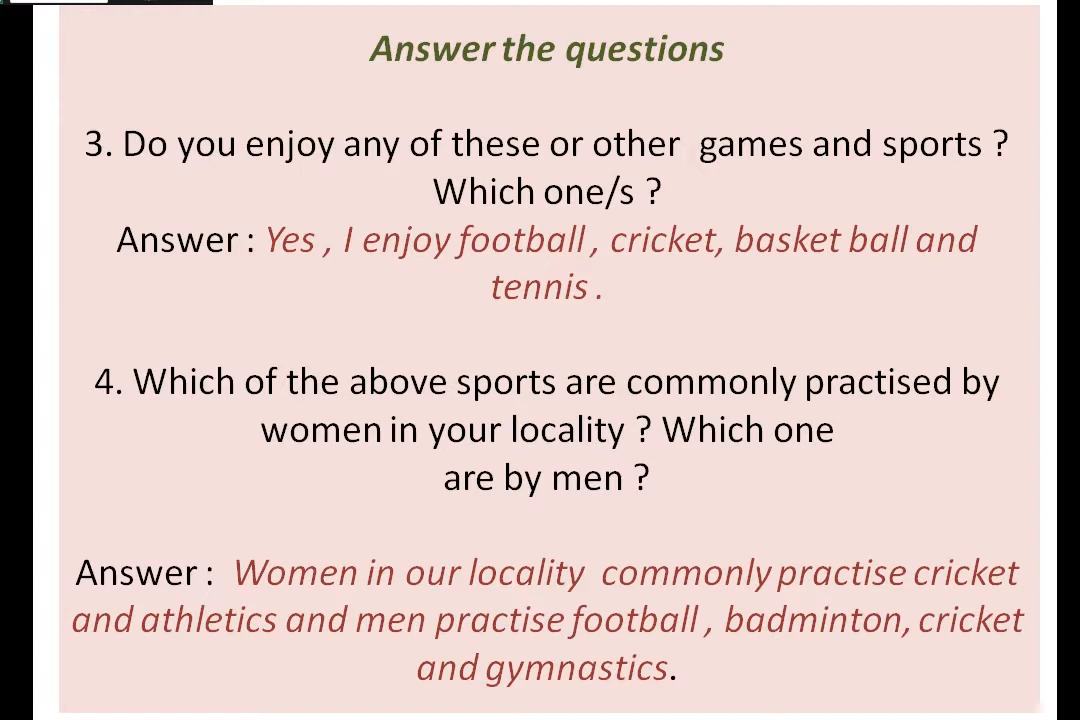 Answer the questions
3. Do you enjoy any of these or other games and sports ?
Which one/s ?
Answer : Yes , I enjoy football , cricket, basket ball and
tennis .
4. Which of the above sports are commonly practised by
women in your locality ? Which one
are by men ?
Answer : Women in our locality commonly practise cricket
and athletics and men practise football , badminton, cricket
and gymnastics.